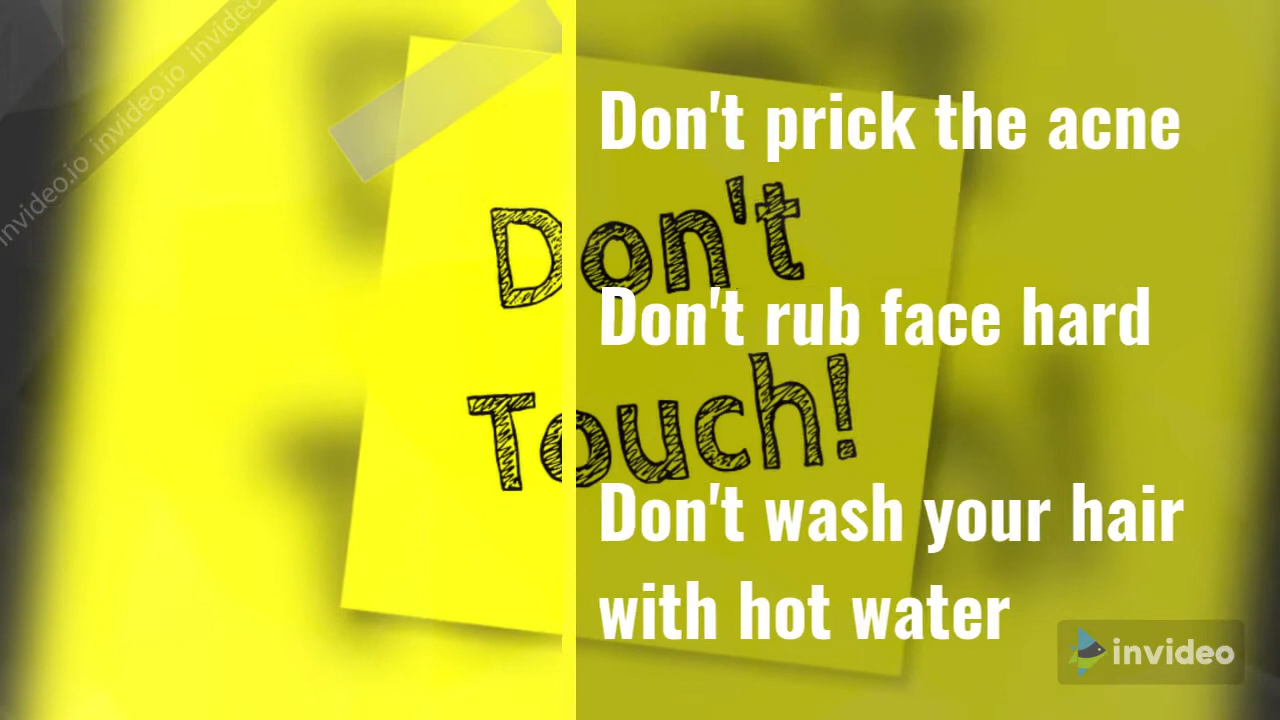 invideo.io invideo.io invideo
Don't prick the acne
Don't
Don't rub face hard
Touch!
Don't wash your hair
with hot water
invideo